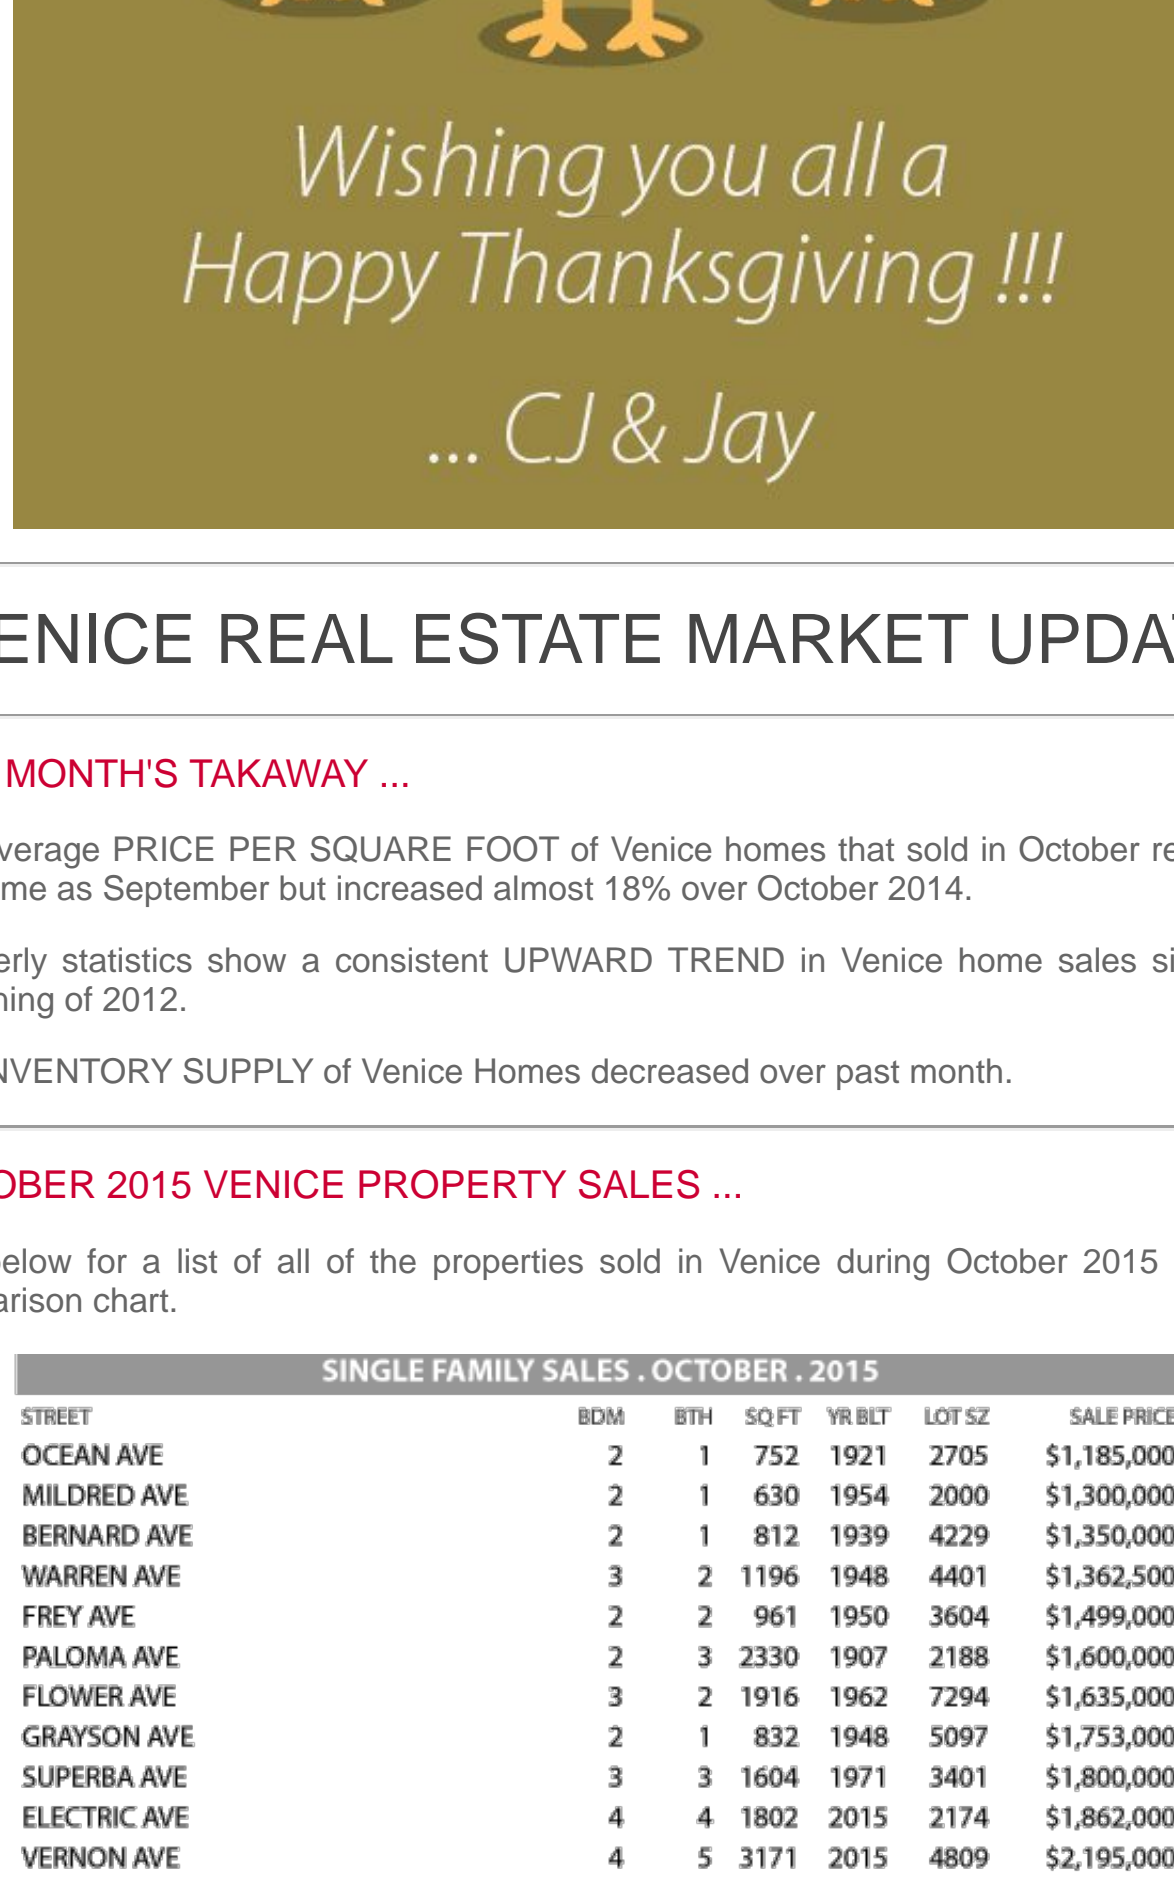 Wishing you all a
Happy Thanksgiving !!!
... CJ & Jay
ENICE REAL ESTATE MARKET UPDA
MONTH'S TAKAWAY ...
verage PRICE PER SQUARE FOOT of Venice homes that sold in October re
me as September but increased almost 18% over October 2014.
erly statistics show a consistent UPWARD TREND in Venice home sales si
ning of 2012.
NVENTORY SUPPLY of Venice Homes decreased over past month.
OBER 2015 VENICE PROPERTY SALES ...
elow for a list of all of the properties sold in Venice during October 2015
arison chart.
SINGLE FAMILY SALES . OCTOBER . 2015
STREET BDM BTH SQ FT YR BLT LOT SZ SALE PRICE
OCEAN AVE 2 1 752 1921 2705 $1,185,000
MILDRED AVE 2 1 630 1954 2000 $1,300,000
BERNARD AVE 2 1 812 1939 4229 $1,350,000
WARREN AVE 3 2 1196 1948 4401 $1,362,500
FREY AVE 2 2 961 1950 3604 $1,499,000
PALOMA AVE 2 3 2330 1907 2188 $1,600,000
FLOWER AVE 3 2 1916 1962 7294 $1,635,000
GRAYSON AVE 2 1 832 1948 5097 $1,753,000
SUPERBA AVE 3 3 1604 1971 3401 $1,800,000
ELECTRIC AVE 4 4 1802 2015 2174 $1,862,000
VERNON AVE 4 5 3171 2015 4809 $2,195,000